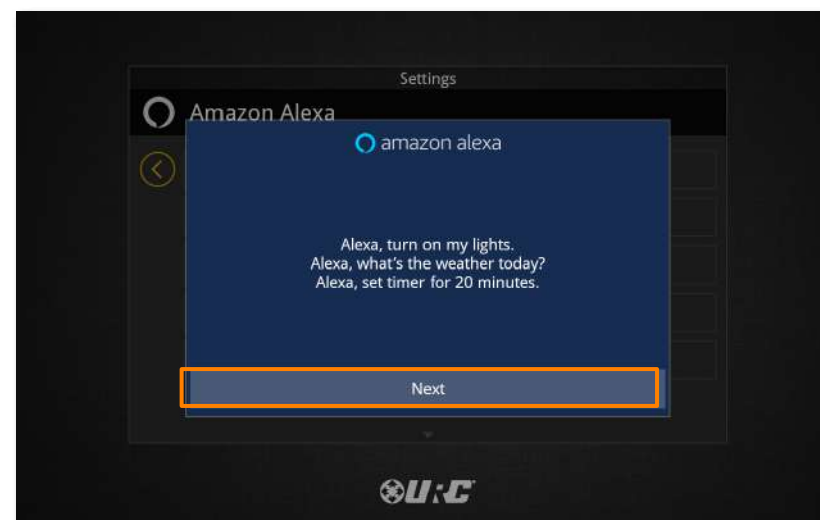 Settings
Amazon Alexa
amazon alexa
Alexa, turn on my lights.
Alexa, what's the weather today?
Alexa, set timer for 20 minutes.
Next
URC